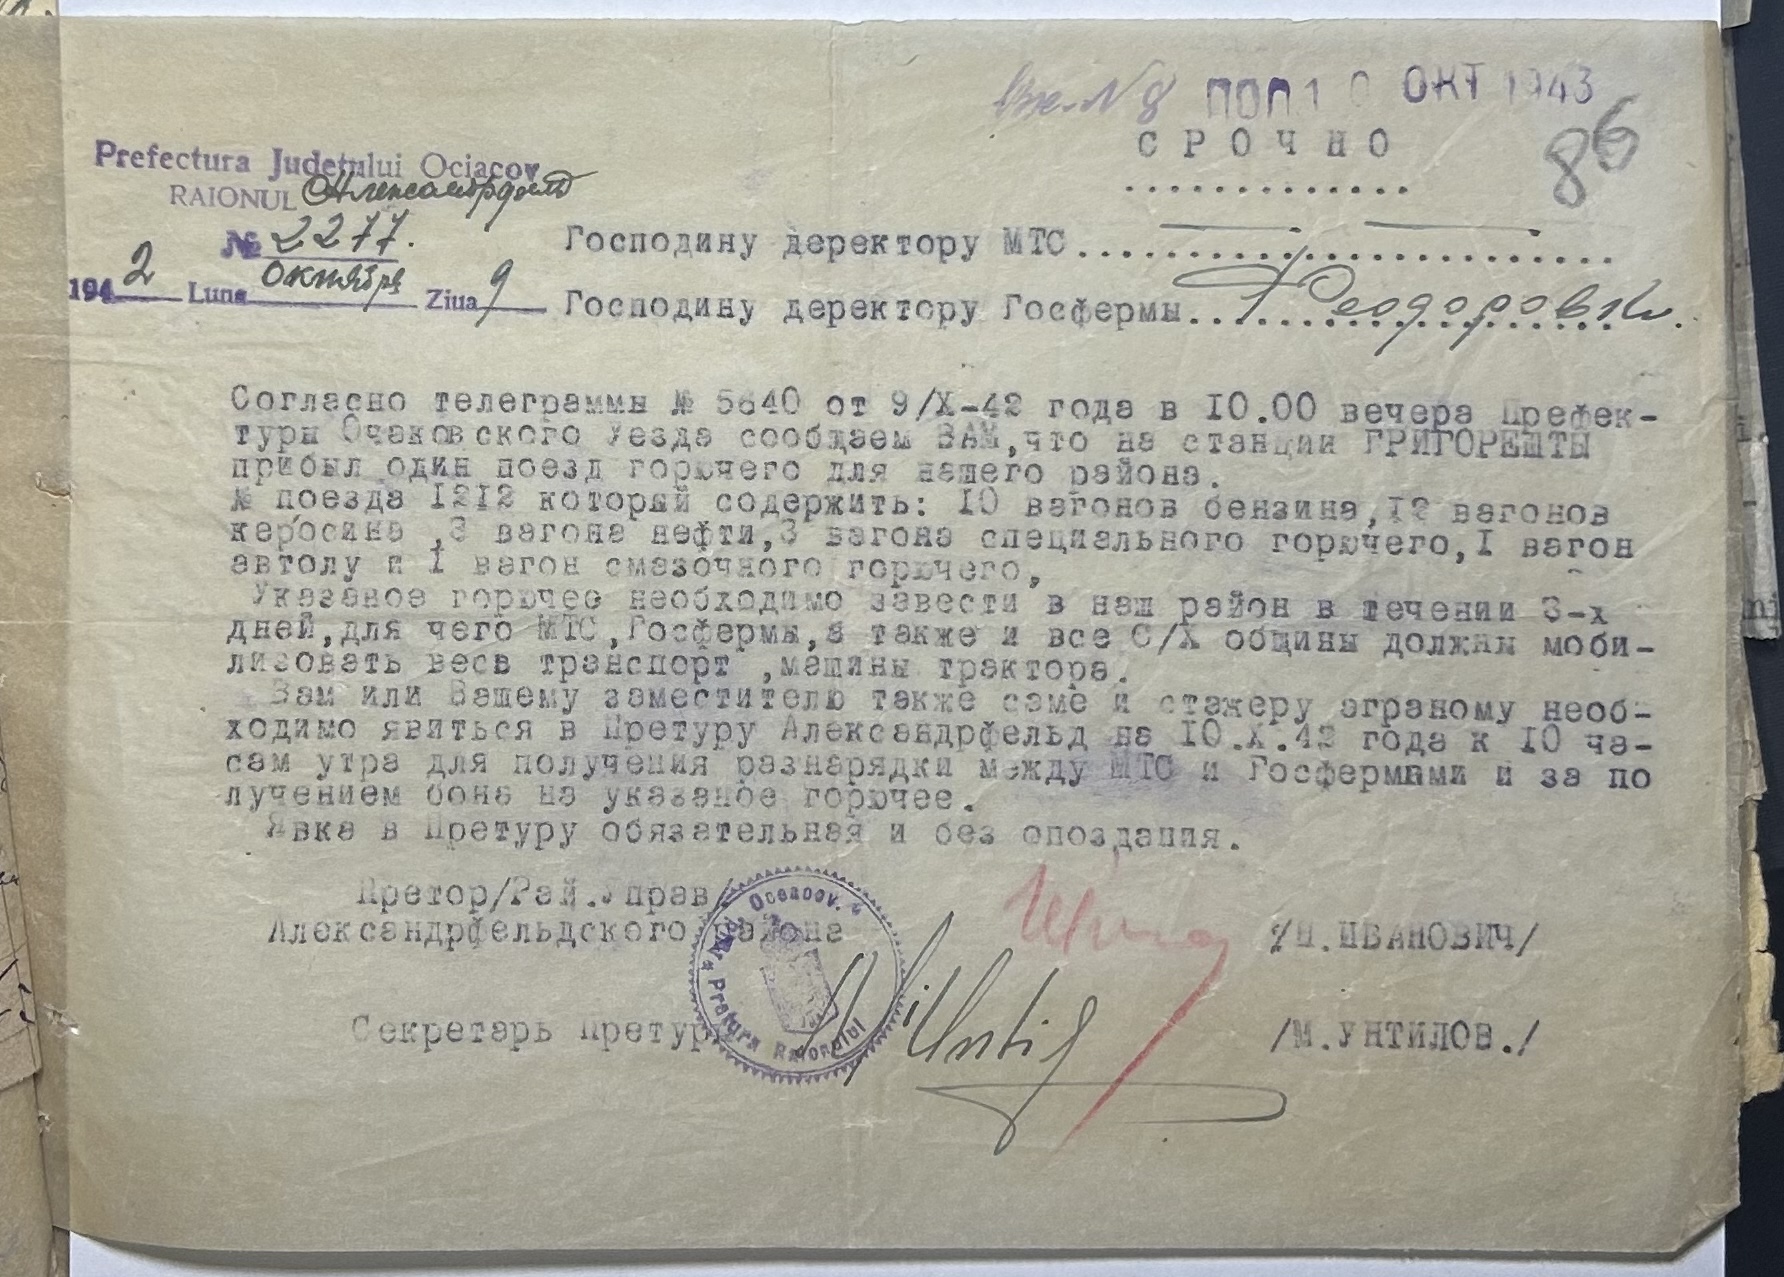 Вх. № 8 ПОЛ 10 ОКТ 1943
СРОЧНО
86
Prefectura Județului Ociacov
RAIONUL Александрфельд
№ 2277.
1942 Luna октября Ziua 9
Господину деректору МТС..............................
Господину деректору Госфермы.. Феодоровки.
Согласно телеграммы № 5640 от 9/X-42 года в 10.00 вечера Префек-
туры Очаковского Уезда сообщаем ВАМ,что на станции ГРИГОРЕШТЫ
прибыл один поезд горючего для нашего района.
№ поезда 1212 который содержить: 10 вагонов бензина,12 вагонов
керосина ,3 вагона нефти,3 вагона специального горючего,1 вагон
автолу и 1 вагон смазочного горючего,
Указаное горючее необходимо завести в наш район в течении 3-х
дней,для чего МТС,Госфермы,а также и все С/Х общины должны моби-
лизовать весь транспорт ,машины трактора.
Вам или Вашему заместителю также саме и стажеру аграному необ-
ходимо явиться в Претуру Александрфельд на 10.X.42 года к 10 ча-
сам утра для получения разнарядки между МТС и Госфермами и за по
лучением бона на указаное горючее.
Явка в Претуру обязательная и без опоздания.
Претор/Рай.Управ/
Александрфельдского района /Н.ИВАНОВИЧ/
Секретарь Претуры /М.УНТИЛОВ./
Pretura Raionului